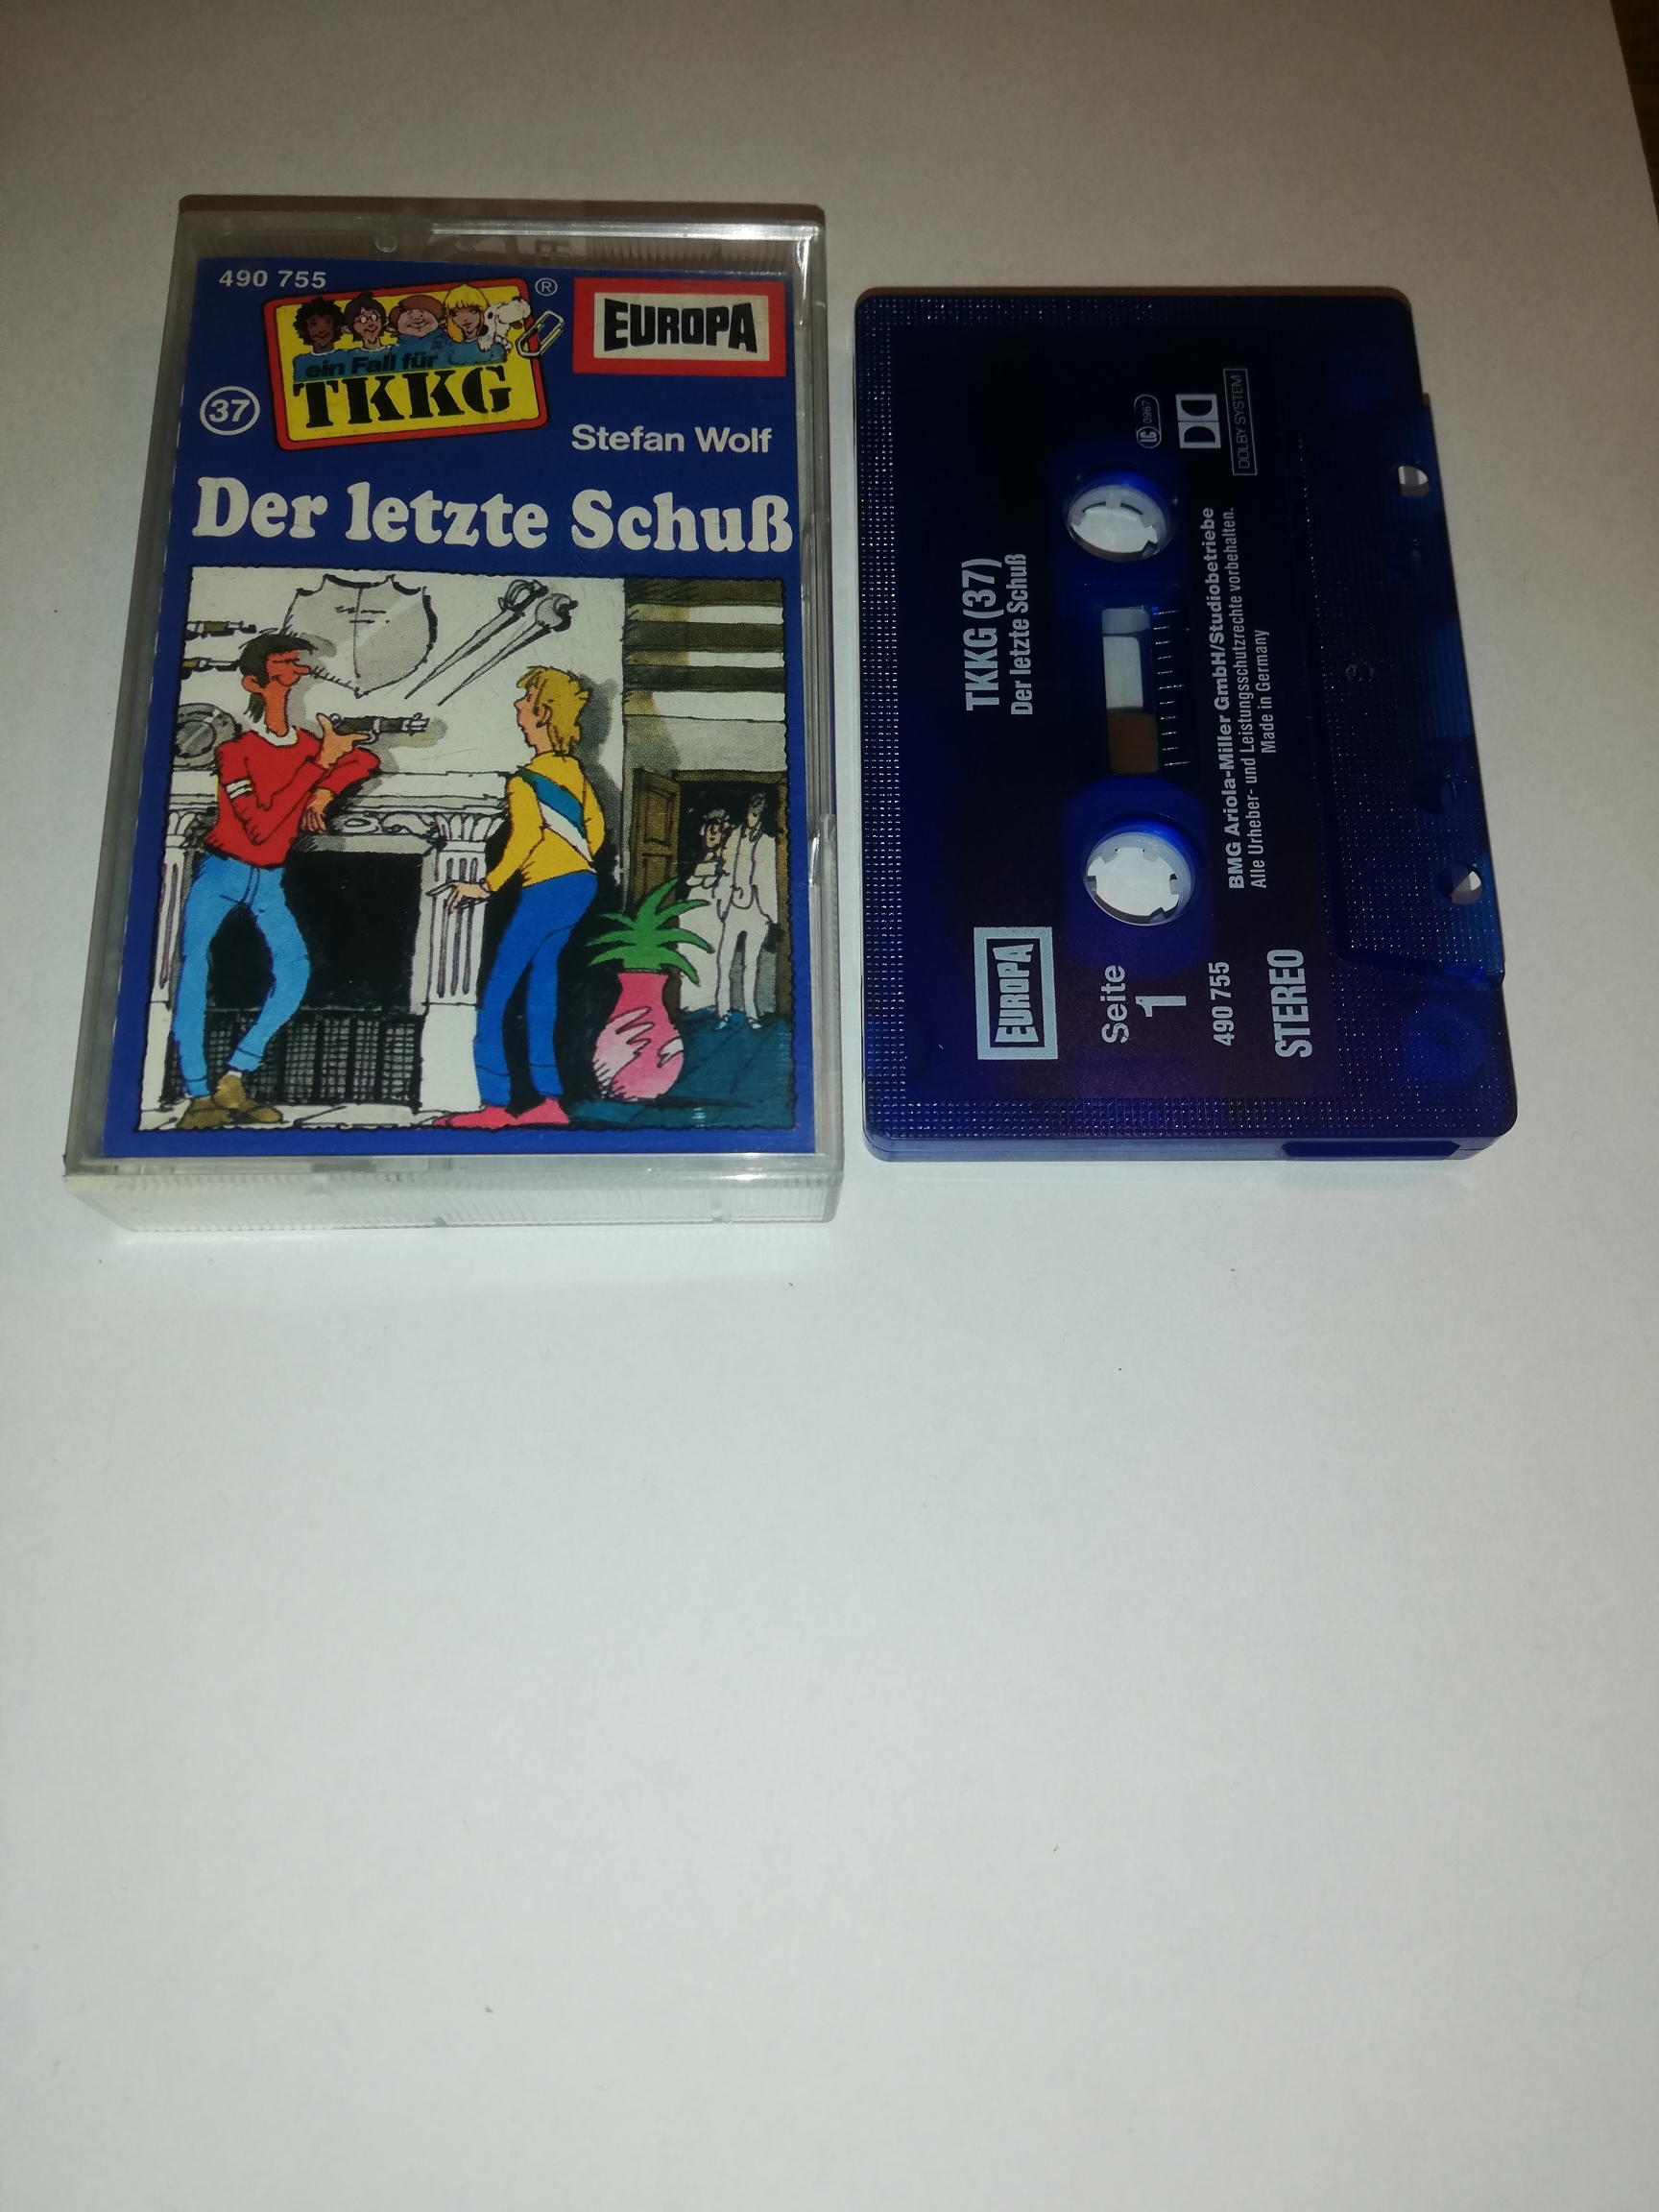 490 755
®
EUROPA
ein Fall für
TKKG
37
Stefan Wolf
Der letzte Schuß
TKKG (37)
Der letzte Schuß
EUROPA
Seite
1
LC 0967
DOLBY SYSTEM
BMG Ariola-Miller GmbH/Studiobetriebe
Alle Urheber- und Leistungsschutzrechte vorbehalten.
Made in Germany
490 755
STEREO